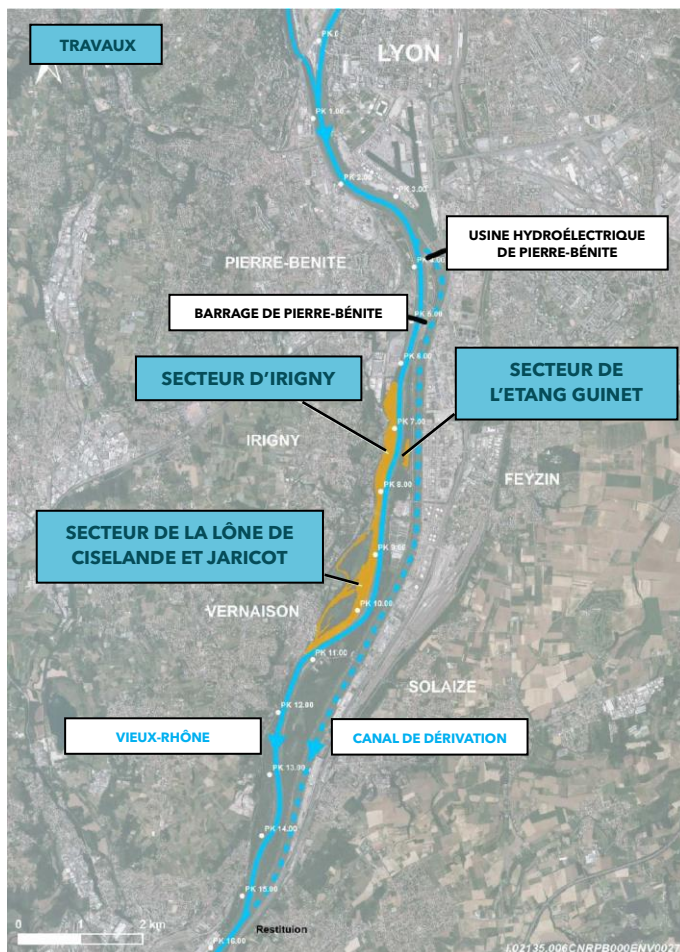 TRAVAUX
LYON
PK 1.00
PK 2.00
PK 3.00
USINE HYDROÉLECTRIQUE
DE PIERRE-BÉNITE
PIERRE-BENITE
BARRAGE DE PIERRE-BÉNITE
PK 5.00
PK 6.00
SECTEUR D'IRIGNY
SECTEUR DE
L'ETANG GUINET
PK 7.00
IRIGNY
FEYZIN
PK 8.00
SECTEUR DE LA LÔNE DE
CISELANDE ET JARICOT
PK 9.00
VERNAISON
PK 10.00
PK 11.00
SOLAIZE
PK 12.00
VIEUX-RHÔNE
CANAL DE DÉRIVATION
PK 13.00
PK 14.00
PK 15.00
0 1 2 km
Restituion
PK 16.00
I.02135.006CNRPB000ENV0027